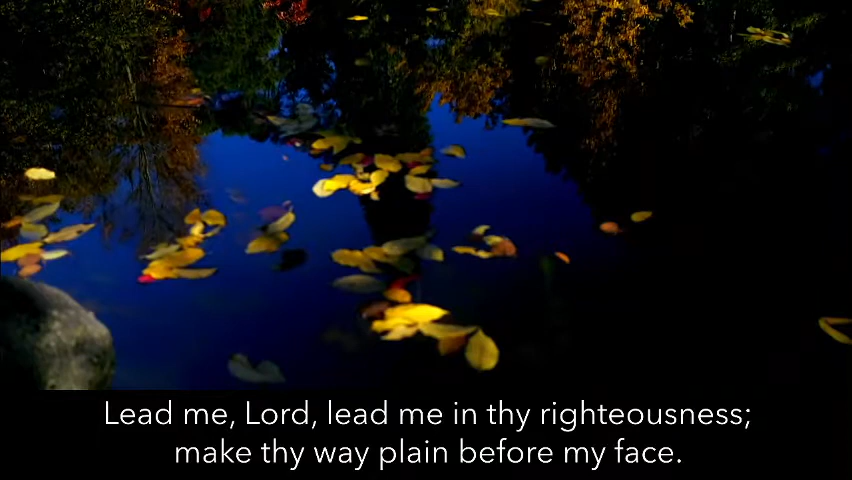 Lead me, Lord, lead me in thy righteousness;
make thy way plain before my face.